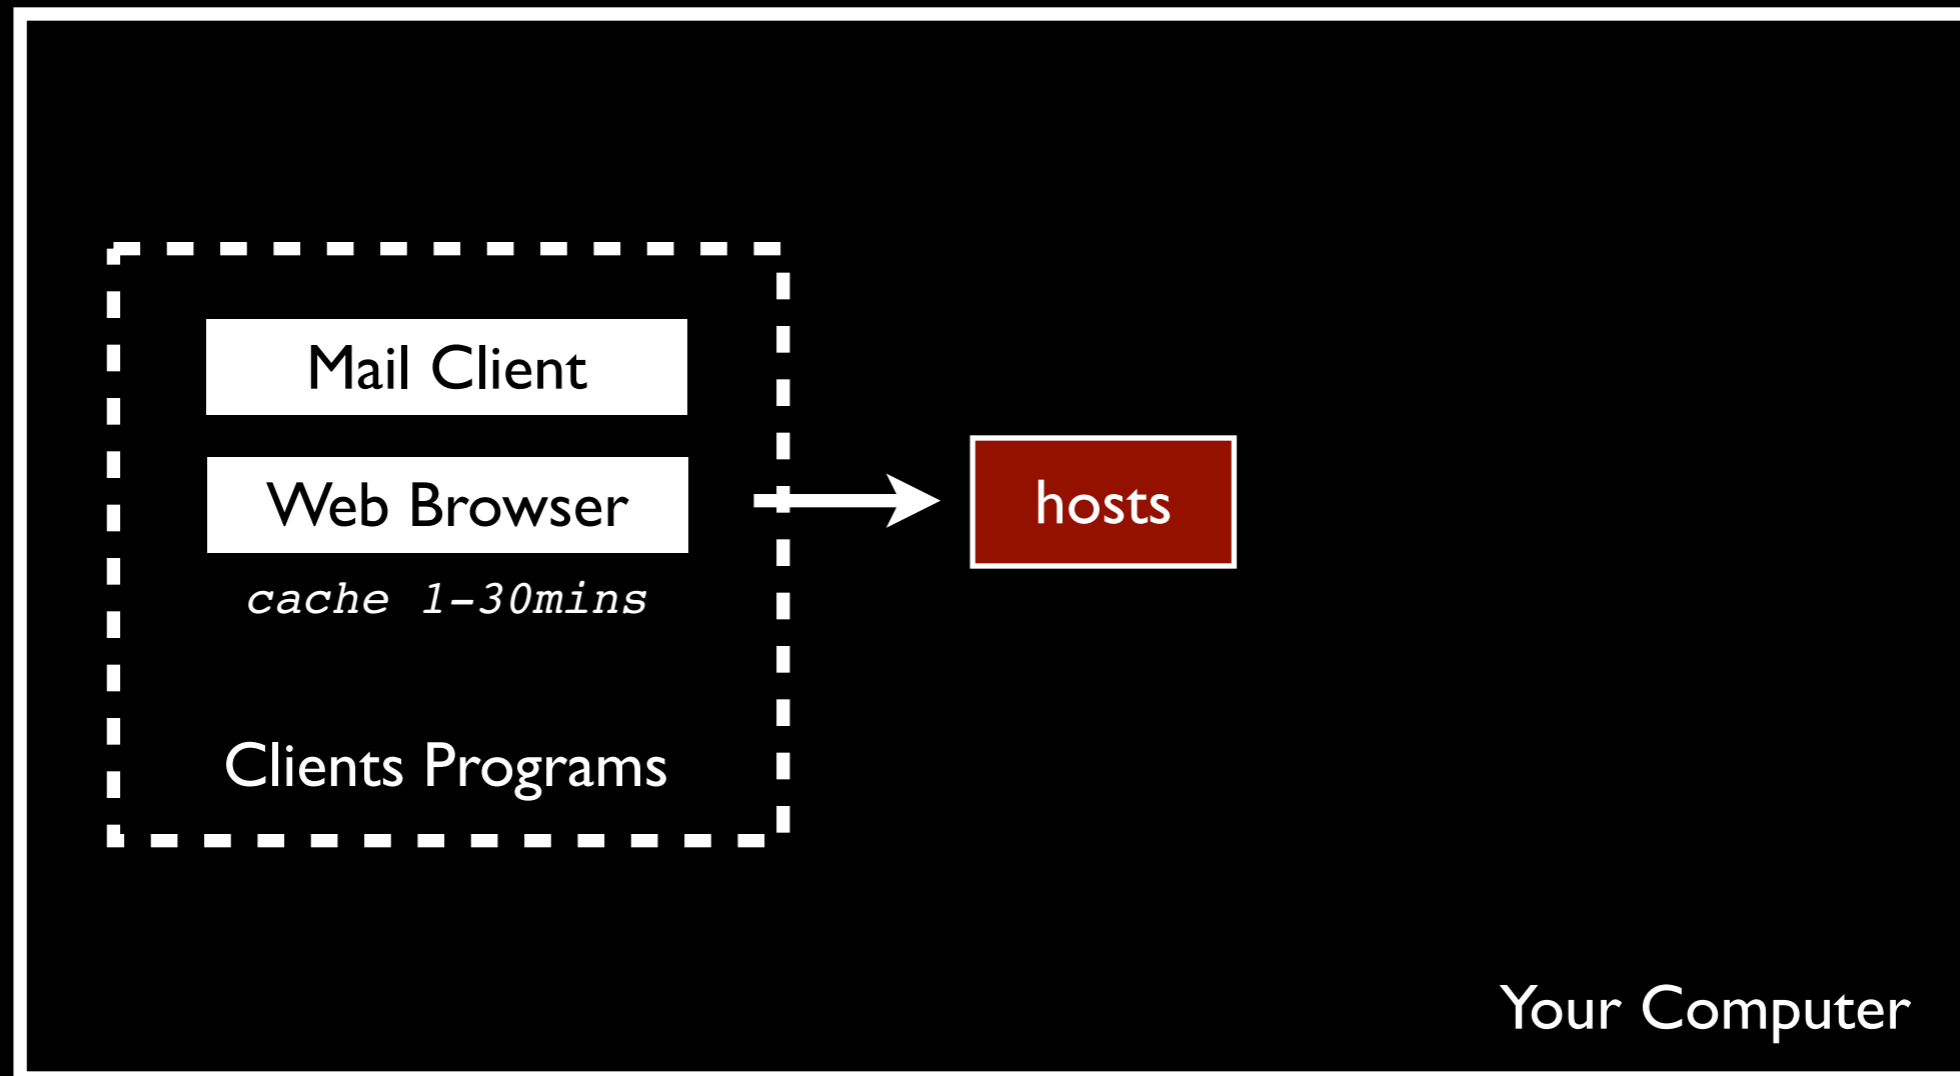 Mail Client
Web Browser
cache 1-30mins
Clients Programs
hosts
Your Computer